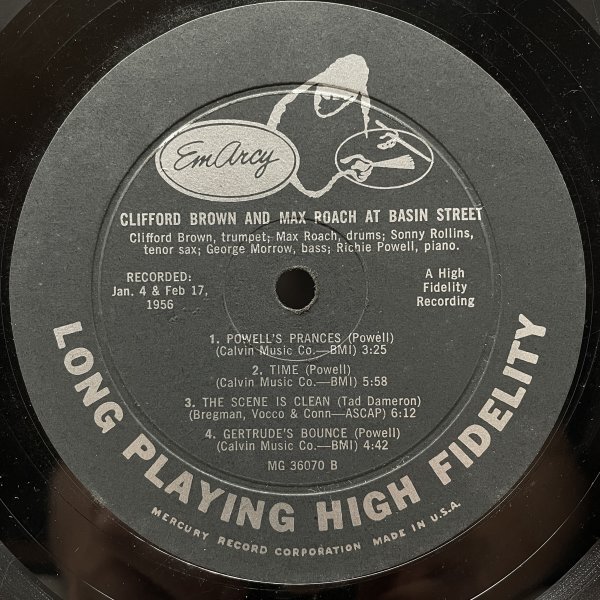 EmArcy
CLIFFORD BROWN AND MAX ROACH AT BASIN STREET
Clifford Brown, trumpet; Max Roach, drums; Sonny Rollins,
tenor sax; George Morrow, bass; Richie Powell, piano.
RECORDED:
Jan. 4 & Feb 17,
1956
A High
Fidelity
Recording
1. POWELL'S PRANCES (Powell)
(Calvin Music Co.—BMI) 3:25
2. TIME (Powell)
(Calvin Music Co.—BMI) 5:58
3. THE SCENE IS CLEAN (Tad Dameron)
(Bregman, Vocco & Conn—ASCAP) 6:12
4. GERTRUDE'S BOUNCE (Powell)
(Calvin Music Co.—BMI) 4:42
MG 36070 B
LONG PLAYING HIGH FIDELITY
MERCURY RECORD CORPORATION MADE IN U.S.A.